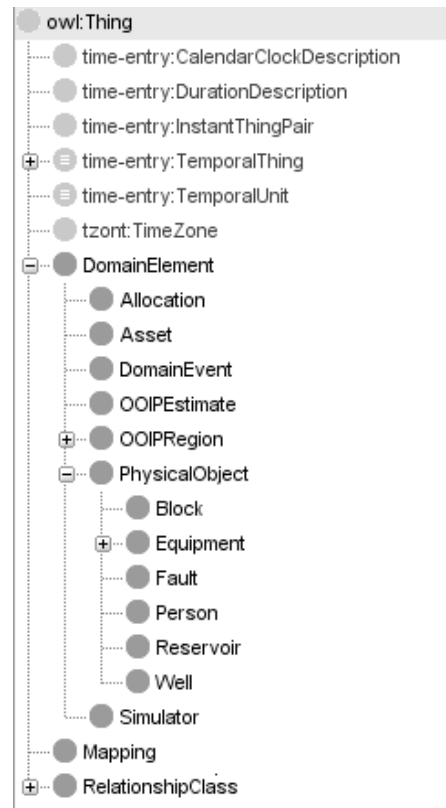 owl:Thing
time-entry:CalendarClockDescription
time-entry:DurationDescription
time-entry:InstantThingPair
time-entry:TemporalThing
time-entry:TemporalUnit
tzont:TimeZone
DomainElement
Allocation
Asset
DomainEvent
OOIPEstimate
OOIPRegion
PhysicalObject
Block
Equipment
Fault
Person
Reservoir
Well
Simulator
Mapping
RelationshipClass